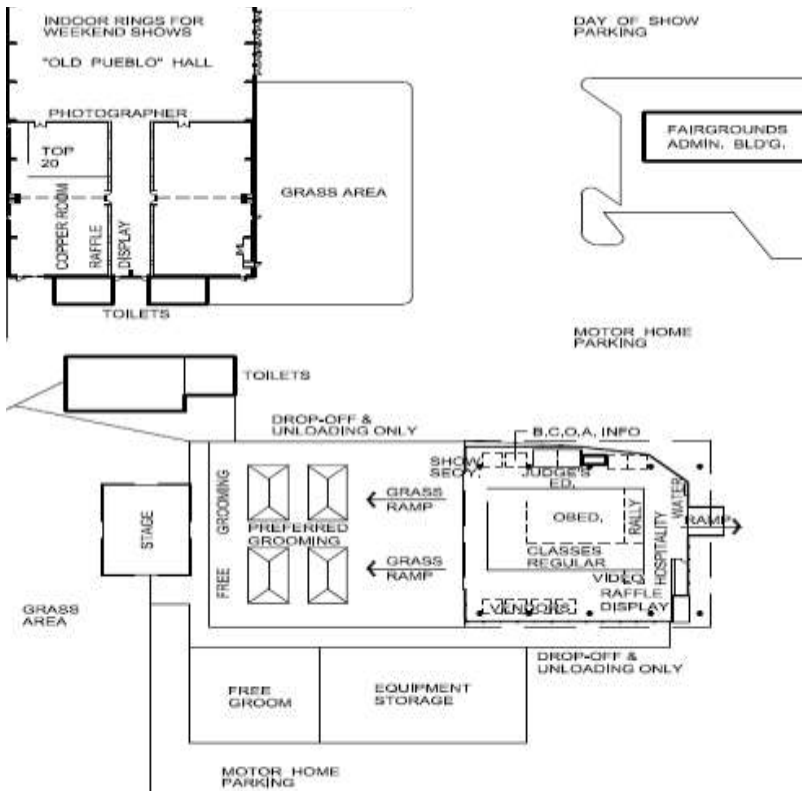 INDOOR RINGS FOR
WEEKEND SHOWS
"OLD PUEBLO" HALL
PHOTOGRAPHER
TOP
20
COPPER ROOM
RAFFLE
DISPLAY
TOILETS
GRASS AREA
DAY OF SHOW
PARKING
FAIRGROUNDS
ADMIN. BLD'G.
MOTOR HOME
PARKING
TOILETS
DROP-OFF &
UNLOADING ONLY
B.C.O.A. INFO
SHOW
SEC'Y.
JUDGE'S
ED.
GROOMING
FREE
PREFERRED
GROOMING
GRASS
RAMP
GRASS
RAMP
STAGE
OBED.
RALLY
CLASSES
REGULAR
HOSPITALITY
WATER
RAMP
VIDEO
RAFFLE
DISPLAY
VENDORS
GRASS
AREA
DROP-OFF &
UNLOADING ONLY
FREE
GROOM
EQUIPMENT
STORAGE
MOTOR HOME
PARKING